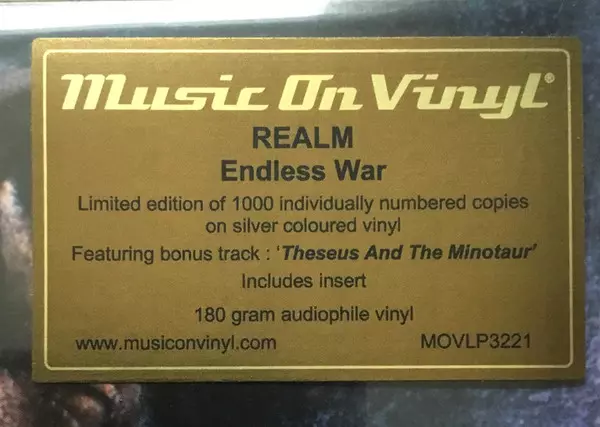 Music On Vinyl®
REALM
Endless War
Limited edition of 1000 individually numbered copies
on silver coloured vinyl
Featuring bonus track : ‘Theseus And The Minotaur’
Includes insert
180 gram audiophile vinyl
www.musiconvinyl.com MOVLP3221